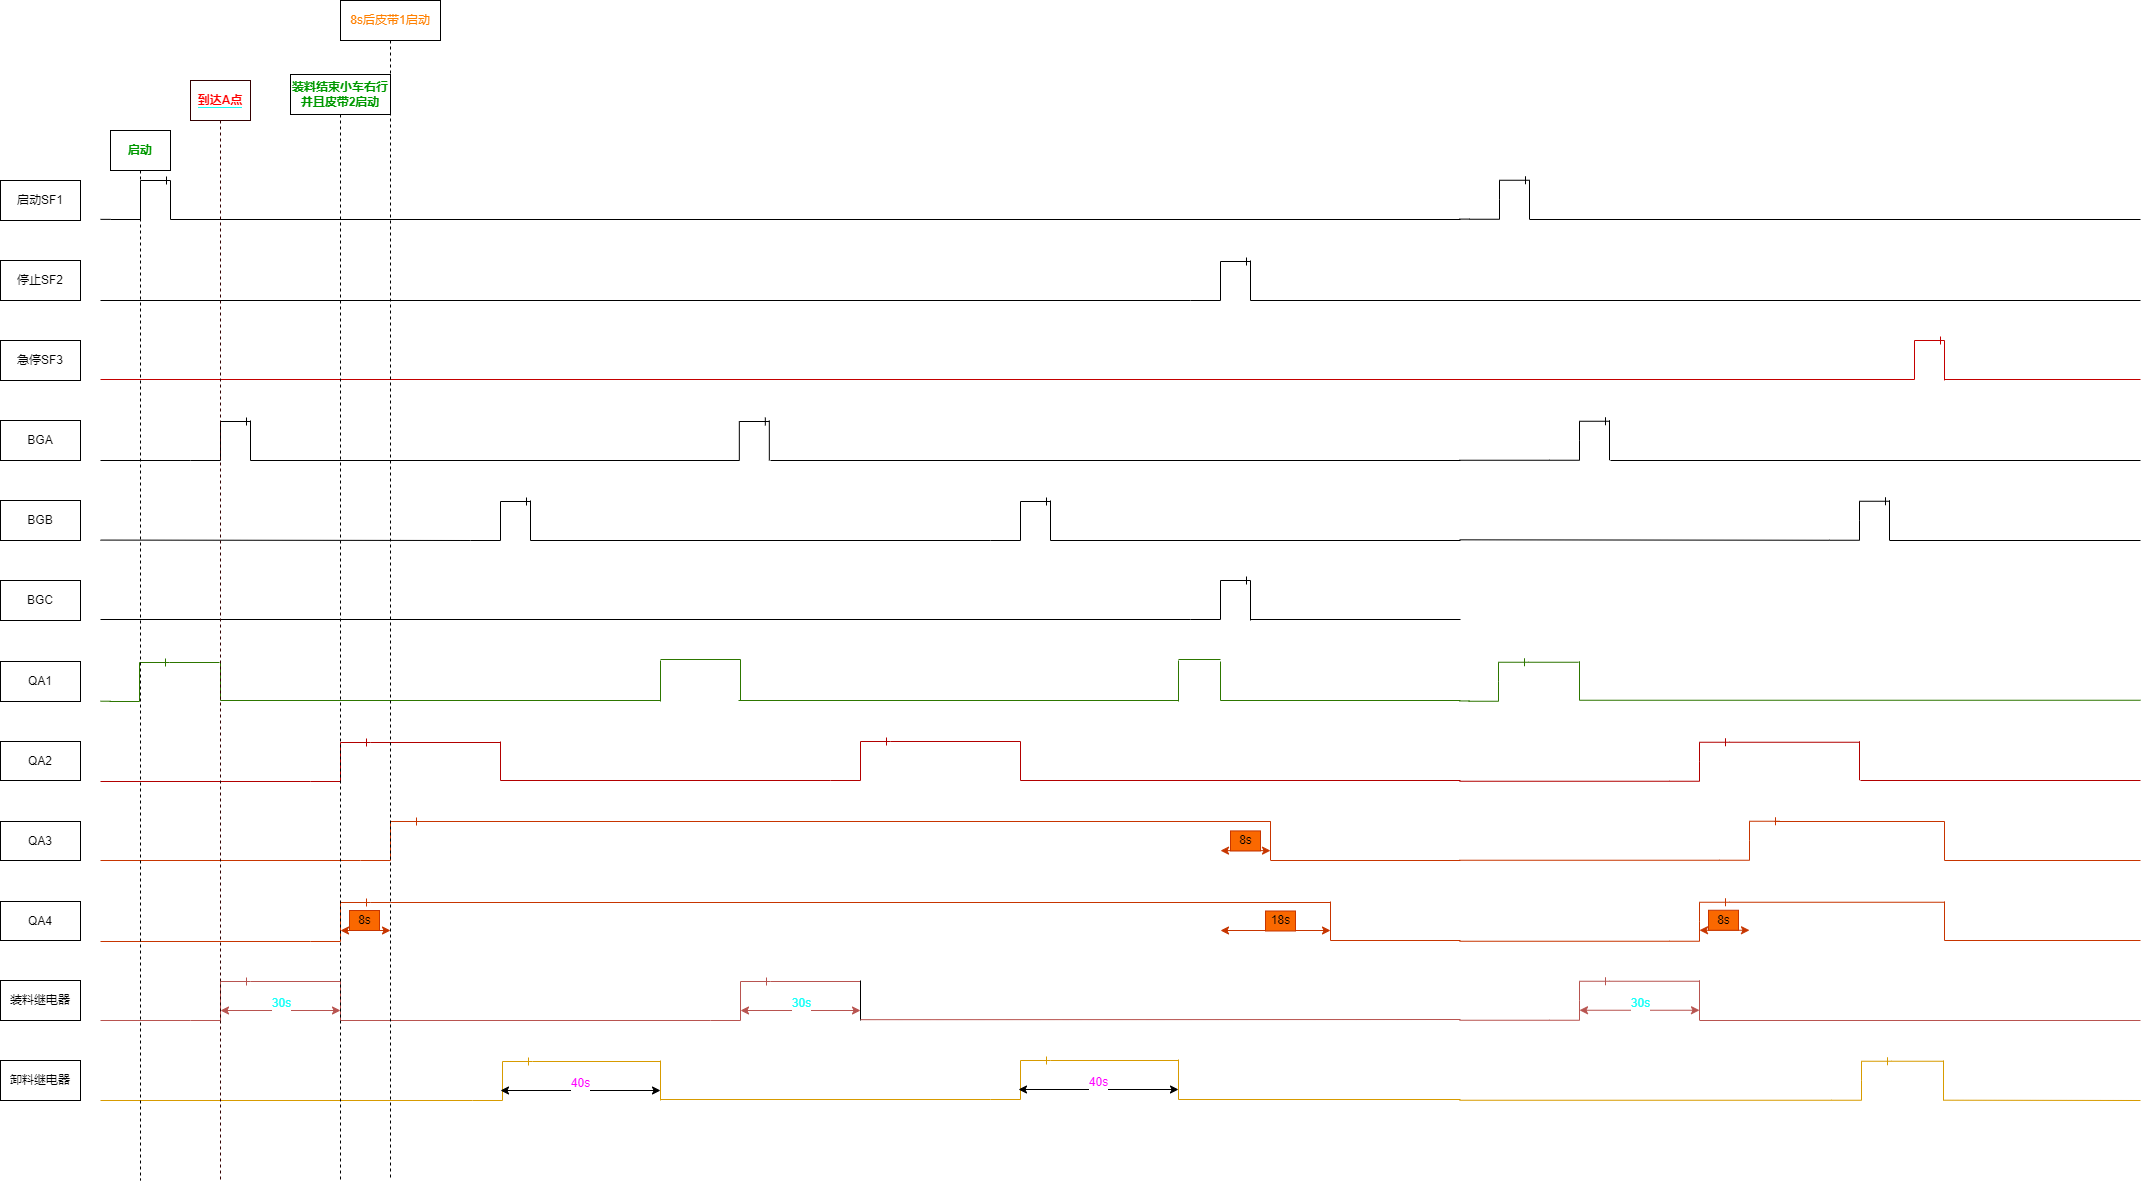 8s后皮带1启动
装料结束小车右行
并且皮带2启动
到达A点
启动
启动SF1
停止SF2
急停SF3
BGA
BGB
BGC
QA1
QA2
QA3
8s
QA4
8s
18s
8s
装料继电器
30s
30s
30s
卸料继电器
40s
40s